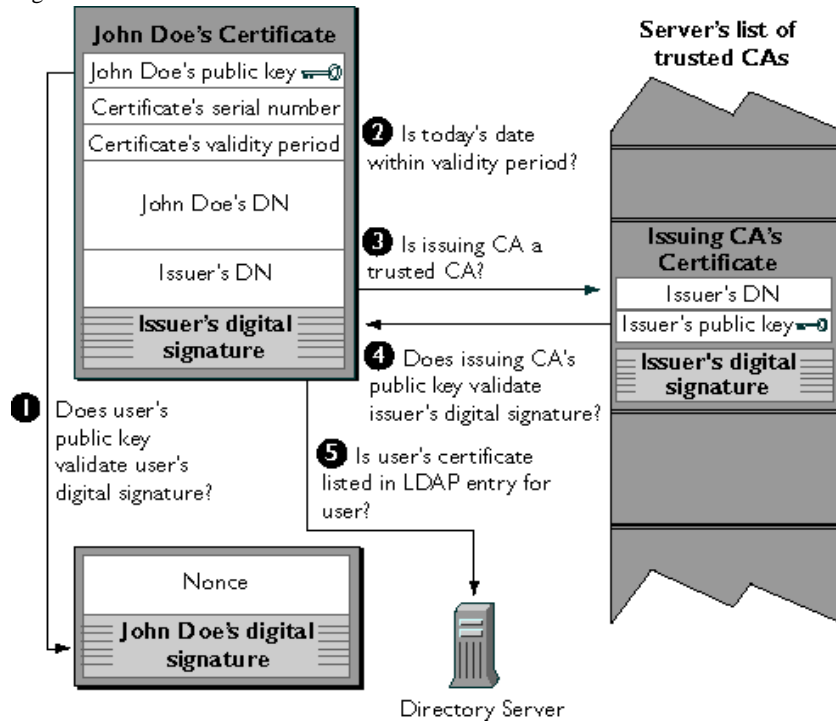 John Doe's Certificate
John Doe's public key
Certificate's serial number
Certificate's validity period
John Doe's DN
Issuer's DN
Issuer's digital
signature
Server's list of
trusted CAs
2 Is today's date
within validity period?
3 Is issuing CA a
trusted CA?
Issuing CA's
Certificate
Issuer's DN
Issuer's public key
Issuer's digital
signature
4 Does issuing CA's
public key validate
issuer's digital signature?
1 Does user's
public key
validate user's
digital signature?
5 Is user's certificate
listed in LDAP entry for
user?
Nonce
John Doe's digital
signature
Directory Server